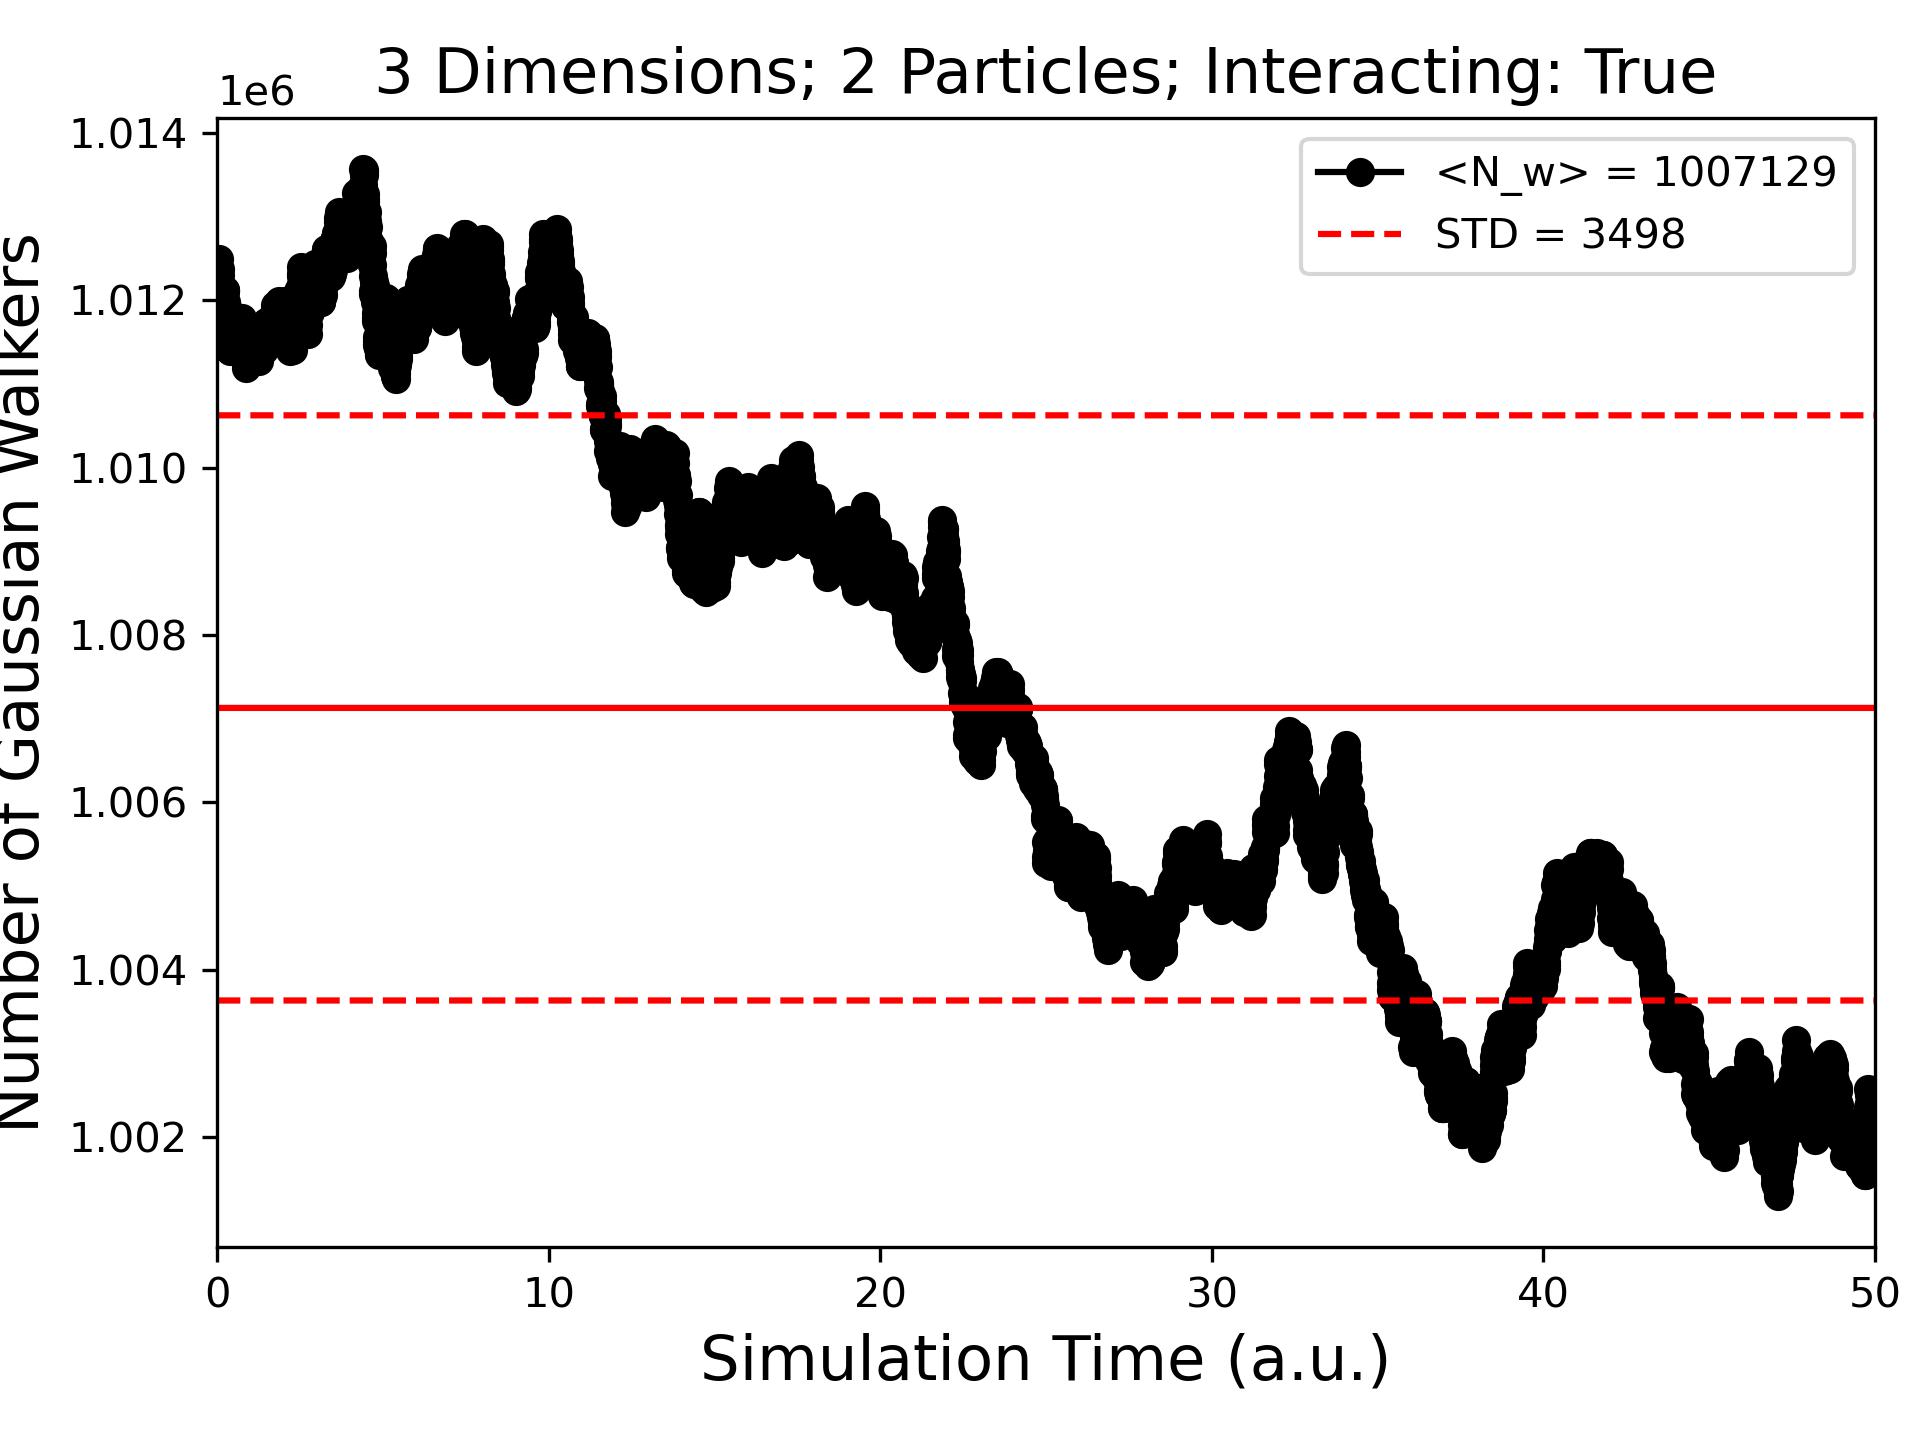 3 Dimensions; 2 Particles; Interacting: True
1e6
1.014
1.012
1.010
1.008
1.006
1.004
1.002
Number of Gaussian Walkers
<N_w> = 1007129
STD = 3498
0 10 20 30 40 50
Simulation Time (a.u.)